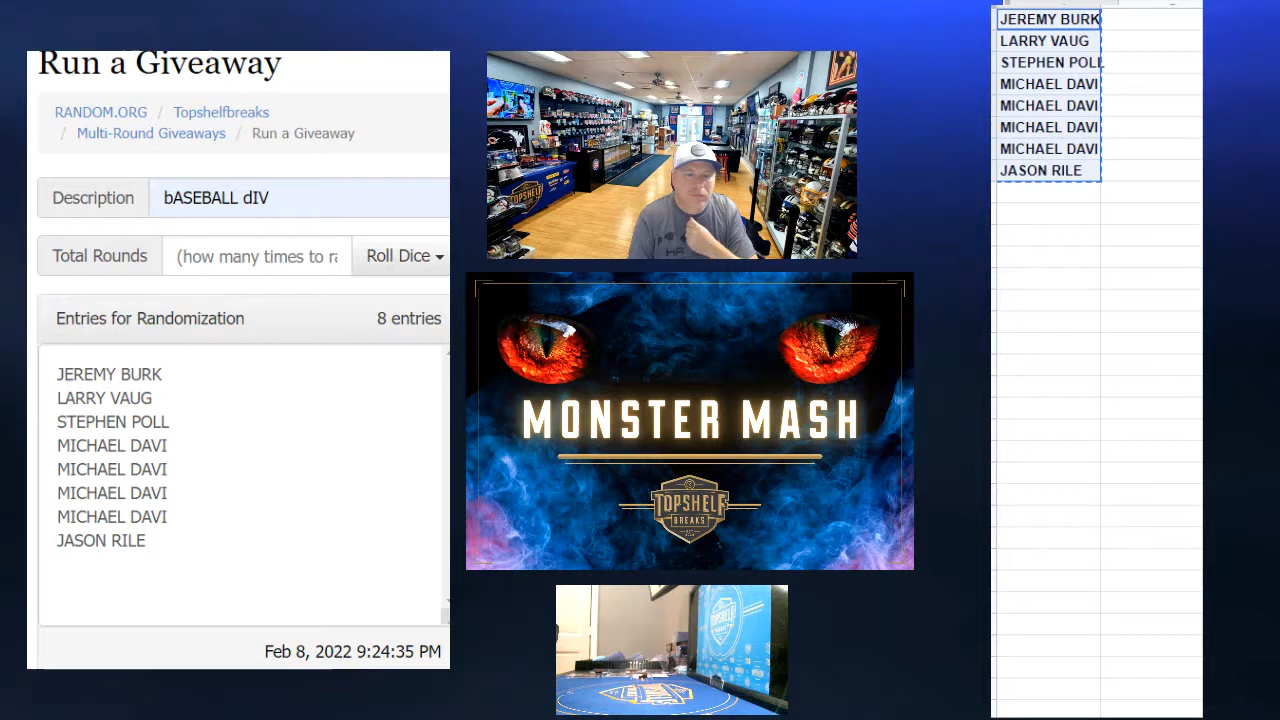 Run a Giveaway
RANDOM.ORG / Topshelfbreaks
/ Multi-Round Giveaways / Run a Giveaway
Description bASEBALL dIV
Total Rounds (how many times to ra Roll Dice
Entries for Randomization 8 entries
JEREMY BURK
LARRY VAUG
STEPHEN POLL
MICHAEL DAVI
MICHAEL DAVI
MICHAEL DAVI
MICHAEL DAVI
JASON RILE
Feb 8, 2022 9:24:35 PM
TOPSHELF
MONSTER MASH
TOPSHELF
BREAKS
TOPSHELF
JEREMY BURK
LARRY VAUG
STEPHEN POLL
MICHAEL DAVI
MICHAEL DAVI
MICHAEL DAVI
MICHAEL DAVI
JASON RILE